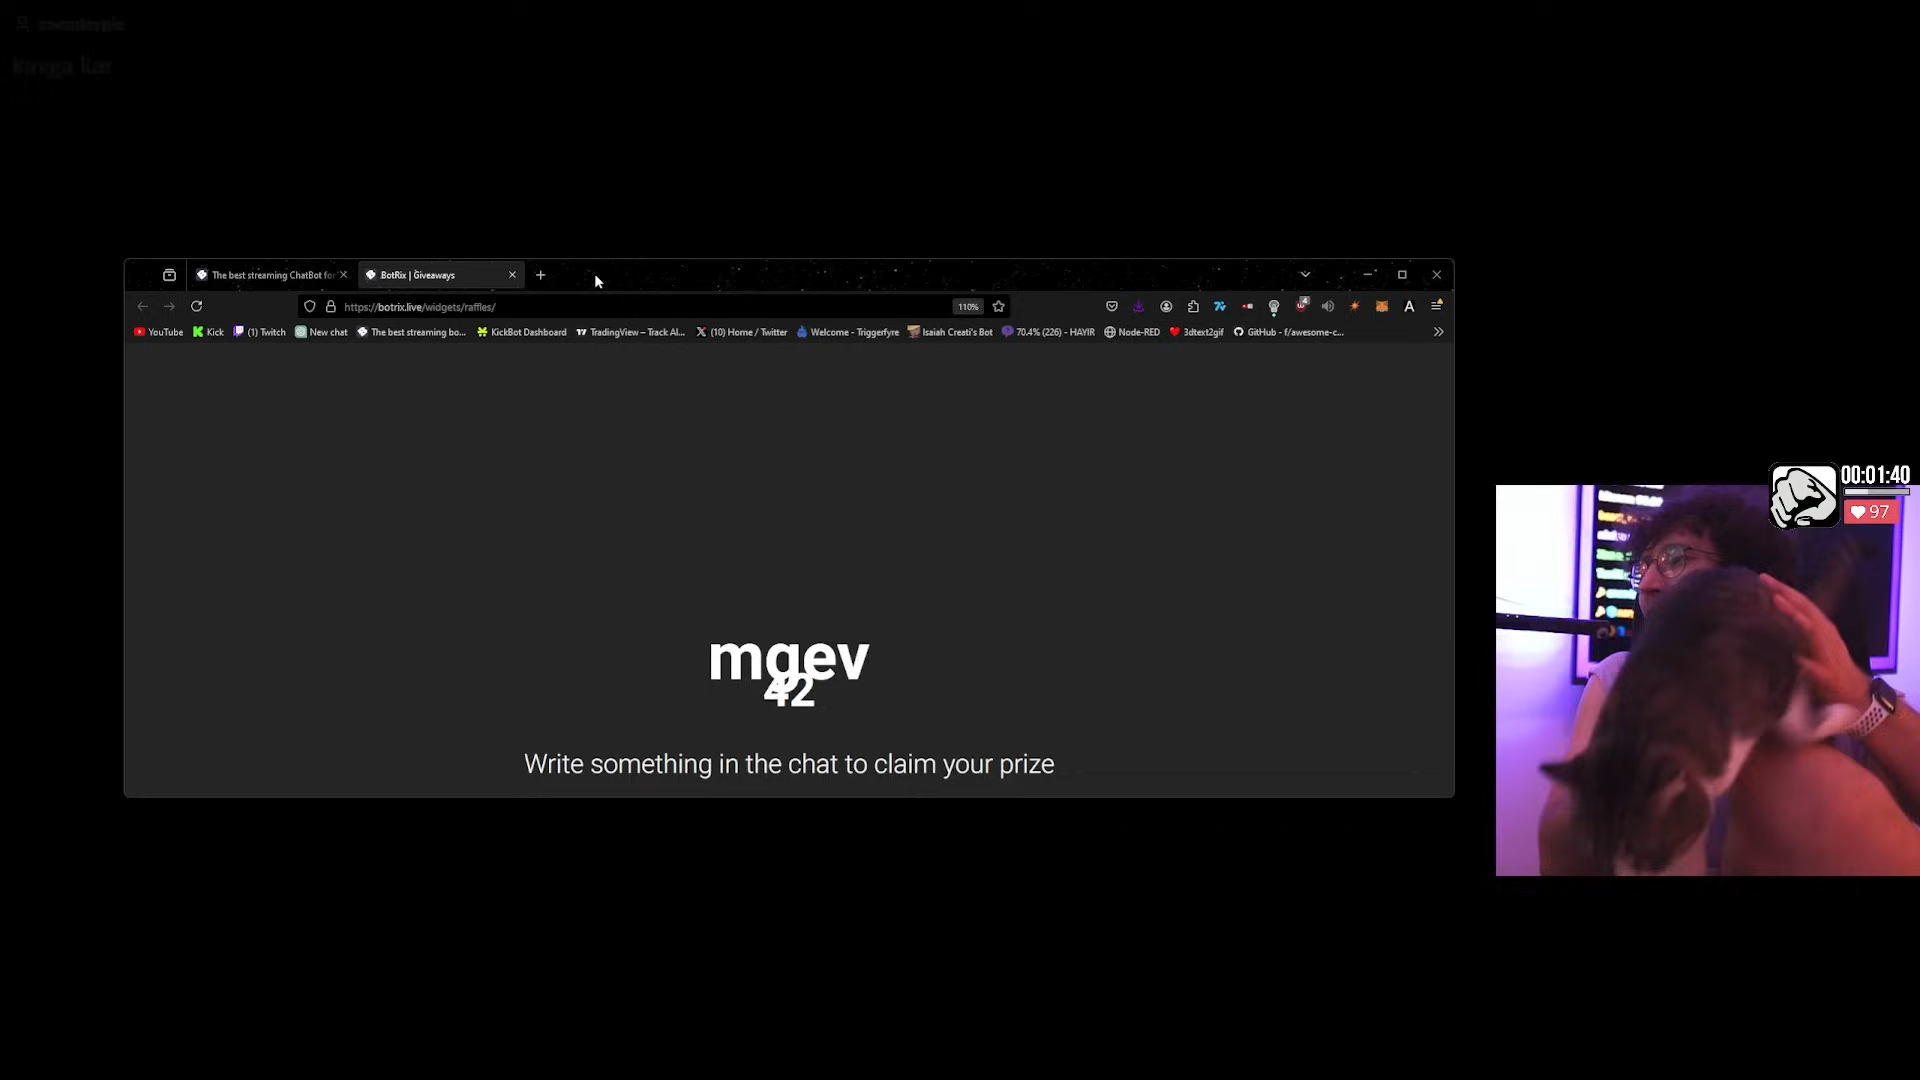 The best streaming ChatBot for
BotRix | Giveaways
https://botrix.live/widgets/raffles/
110%
4
YouTube
Kick
(1) Twitch
New chat
The best streaming bo...
KickBot Dashboard
TradingView – Track Al...
(10) Home / Twitter
Welcome - Triggerfyre
Isaiah Creati's Bot
70.4% (226) - HAYIR
Node-RED
3dtext2gif
GitHub - f/awesome-c...
00:01:40
97
mgev
42
Write something in the chat to claim your prize